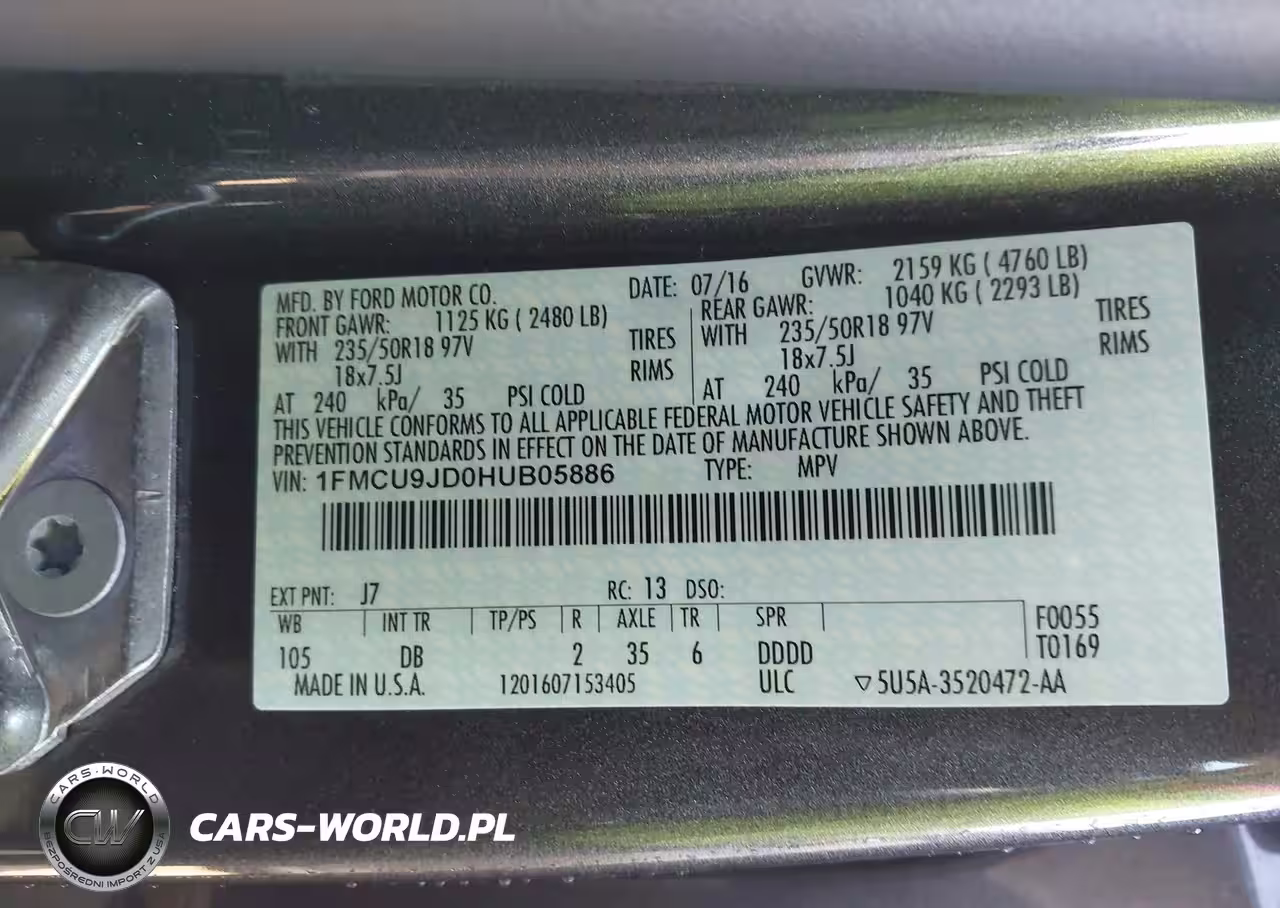 MFD. BY FORD MOTOR CO. DATE: 07/16 GVWR: 2159 KG ( 4760 LB)
FRONT GAWR: 1125 KG ( 2480 LB) REAR GAWR: 1040 KG ( 2293 LB)
WITH 235/50R18 97V TIRES WITH 235/50R18 97V TIRES
18x7.5J RIMS 18x7.5J RIMS
AT 240 kPa/ 35 PSI COLD AT 240 kPa/ 35 PSI COLD
THIS VEHICLE CONFORMS TO ALL APPLICABLE FEDERAL MOTOR VEHICLE SAFETY AND THEFT
PREVENTION STANDARDS IN EFFECT ON THE DATE OF MANUFACTURE SHOWN ABOVE.
VIN: 1FMCU9JD0HUB05886 TYPE: MPV
EXT PNT: J7 RC: 13 DSO:
WB INT TR TP/PS R AXLE TR SPR F0055
105 DB 2 35 6 DDDD T0169
MADE IN U.S.A. 1201607153405 ULC ▽5U5A-3520472-AA
CARS-WORLD
CW
BEZPOŚREDNI IMPORT Z USA
CARS-WORLD.PL